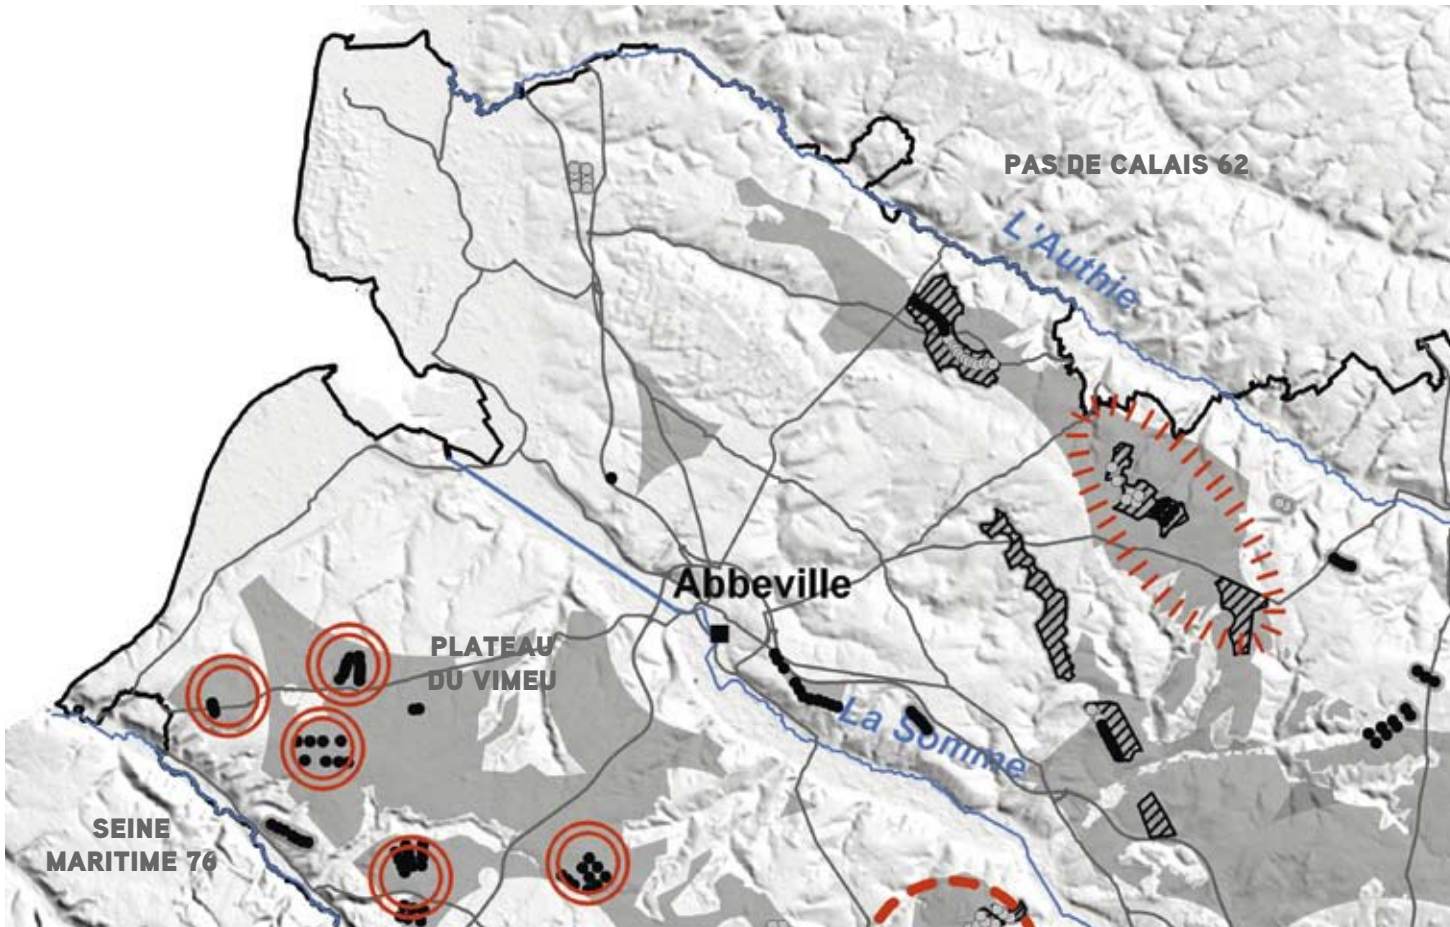 PAS DE CALAIS 62
L'Authie
Abbeville
PLATEAU
DU VIMEU
La Somme
SEINE
MARITIME 76